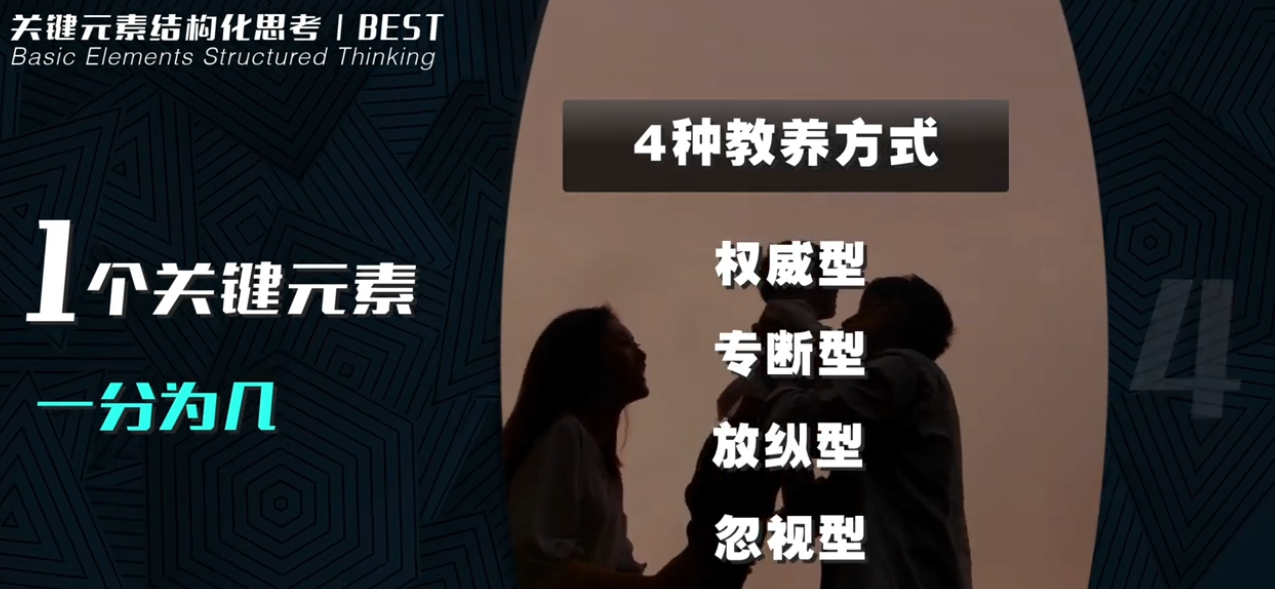 关键元素结构化思考 | BEST
Basic Elements Structured Thinking
1个关键元素
一分为几
4种教养方式
权威型
专断型
放纵型
忽视型
4